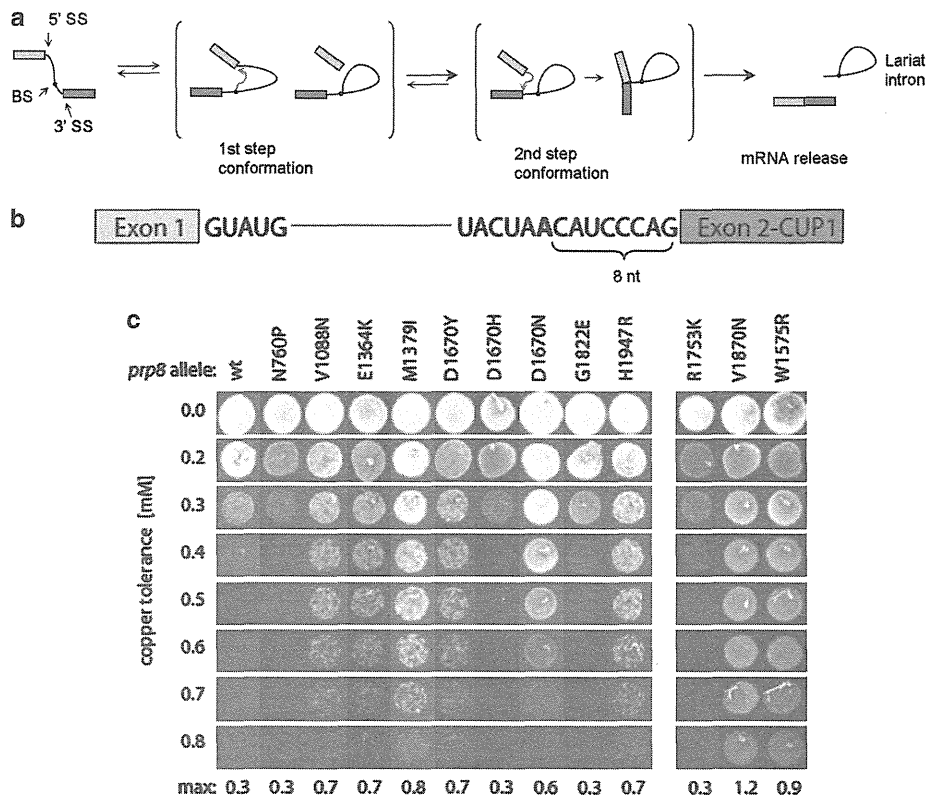 a
5' SS
BS
3' SS
1st step
conformation
2nd step
conformation
mRNA release
Lariat
intron
b
Exon 1 GUAUG UACUAACAUCCCAG Exon 2-CUP1
8 nt
c
prp8 allele: wt N760P V1088N E1364K M1379I D1670Y D1670H D1670N G1822E H1947R R1753K V1870N W1575R
copper tolerance [mM]
0.0
0.2
0.3
0.4
0.5
0.6
0.7
0.8
max: 0.3 0.3 0.7 0.7 0.8 0.7 0.3 0.6 0.3 0.7 0.3 1.2 0.9